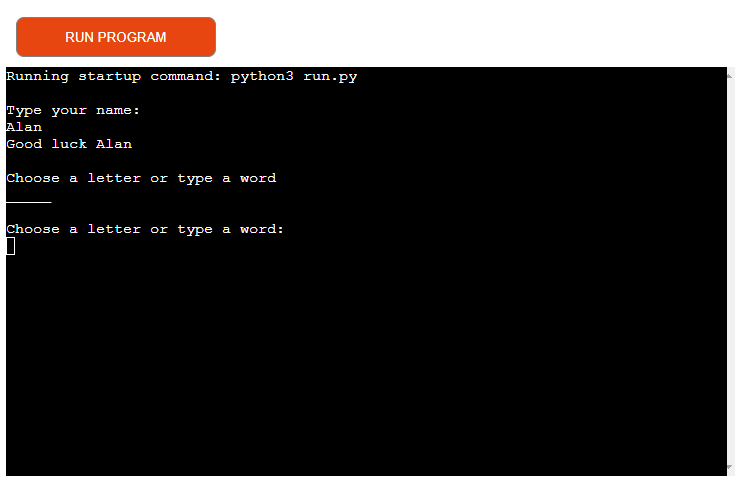 RUN PROGRAM
Running startup command: python3 run.py
Type your name:
Alan
Good luck Alan
Choose a letter or type a word
_____
Choose a letter or type a word: